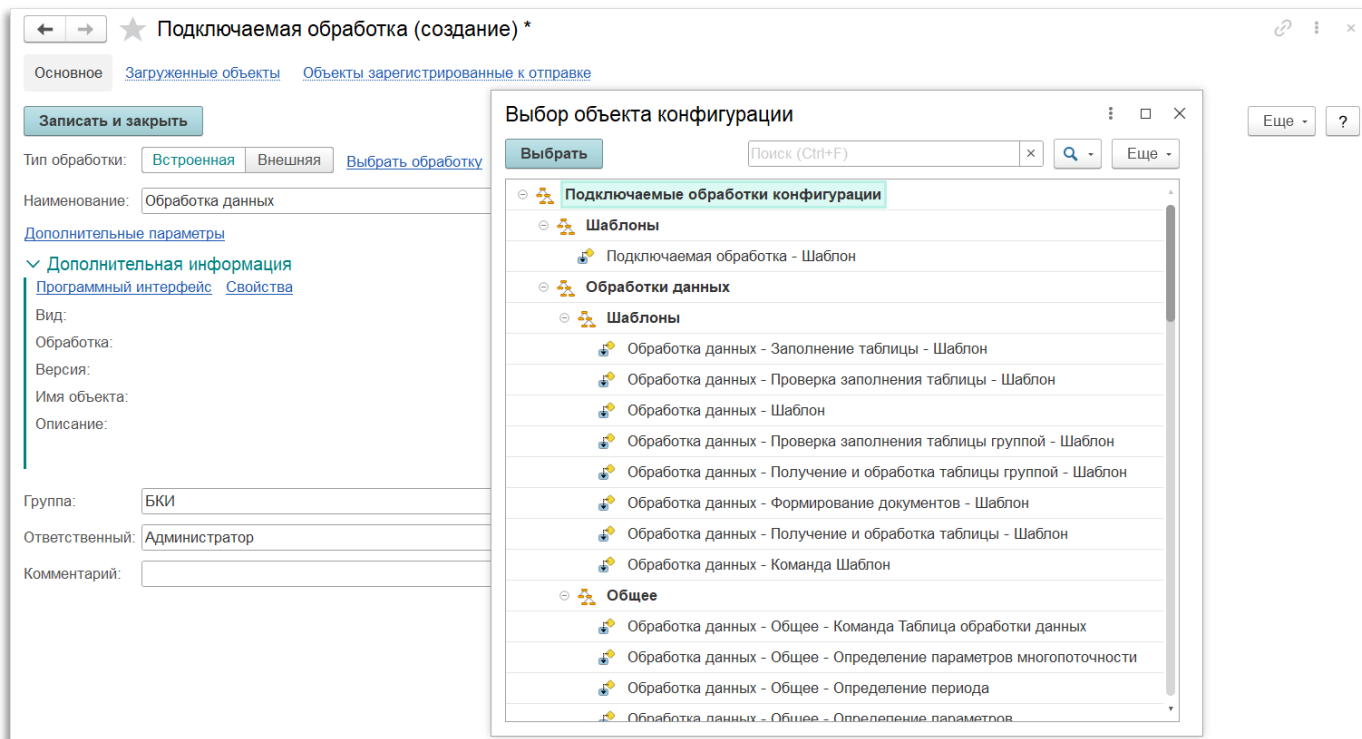 Подключаемая обработка (создание) *
Основное Загруженные объекты Объекты зарегистрированные к отправке
Записать и закрыть
Еще
?
Тип обработки: Встроенная Внешняя Выбрать обработку
Наименование: Обработка данных
Дополнительные параметры
Дополнительная информация
Программный интерфейс Свойства
Вид:
Обработка:
Версия:
Имя объекта:
Описание:
Группа: БКИ
Ответственный: Администратор
Комментарий:
Выбор объекта конфигурации
Выбрать Поиск (Ctrl+F) Еще
Подключаемые обработки конфигурации
Шаблоны
Подключаемая обработка - Шаблон
Обработки данных
Шаблоны
Обработка данных - Заполнение таблицы - Шаблон
Обработка данных - Проверка заполнения таблицы - Шаблон
Обработка данных - Шаблон
Обработка данных - Проверка заполнения таблицы группой - Шаблон
Обработка данных - Получение и обработка таблицы группой - Шаблон
Обработка данных - Формирование документов - Шаблон
Обработка данных - Получение и обработка таблицы - Шаблон
Обработка данных - Команда Шаблон
Общее
Обработка данных - Общее - Команда Таблица обработки данных
Обработка данных - Общее - Определение параметров многопоточности
Обработка данных - Общее - Определение периода
Обработка данных - Общее - Определение параметров